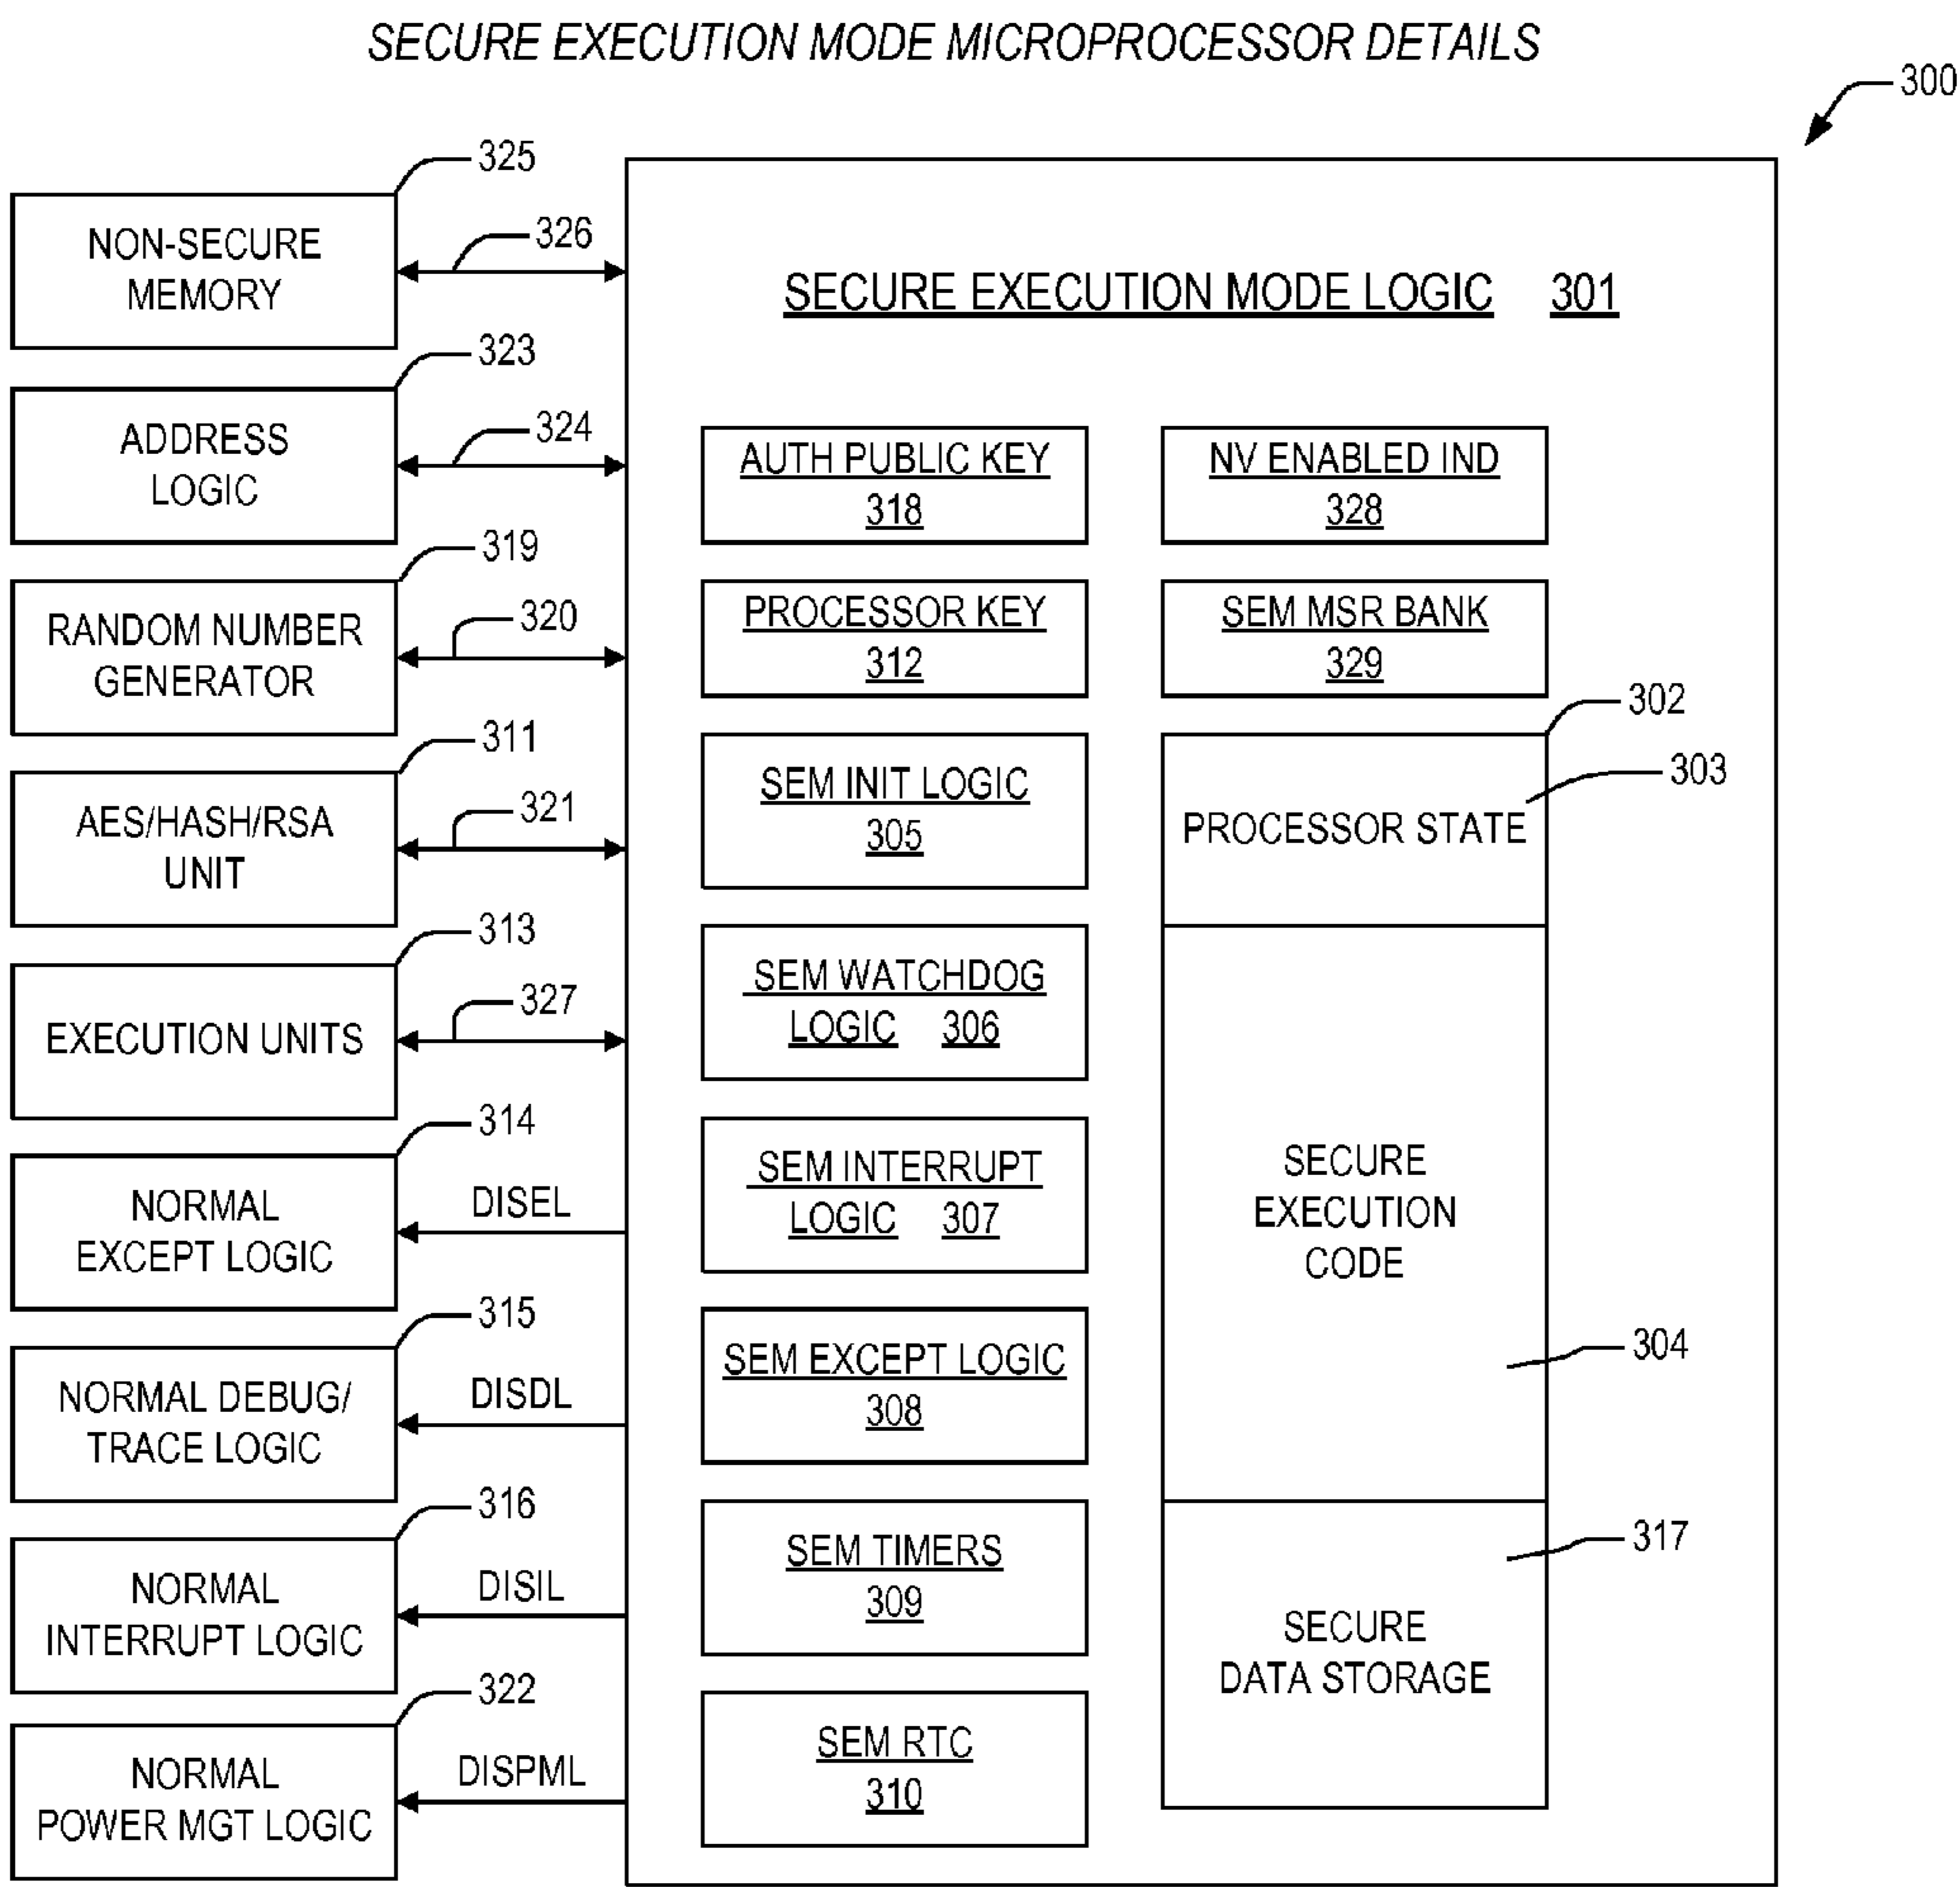 SECURE EXECUTION MODE MICROPROCESSOR DETAILS
300
325
NON-SECURE
MEMORY
326
323
ADDRESS
LOGIC
324
319
RANDOM NUMBER
GENERATOR
320
311
AES/HASH/RSA
UNIT
321
313
EXECUTION UNITS
327
314
NORMAL
EXCEPT LOGIC
DISEL
315
NORMAL DEBUG/
TRACE LOGIC
DISDL
316
NORMAL
INTERRUPT LOGIC
DISIL
322
NORMAL
POWER MGT LOGIC
DISPML
SECURE EXECUTION MODE LOGIC 301
AUTH PUBLIC KEY
318
PROCESSOR KEY
312
SEM INIT LOGIC
305
SEM WATCHDOG
LOGIC 306
SEM INTERRUPT
LOGIC 307
SEM EXCEPT LOGIC
308
SEM TIMERS
309
SEM RTC
310
NV ENABLED IND
328
SEM MSR BANK
329
302
303
PROCESSOR STATE
SECURE
EXECUTION
CODE
304
317
SECURE
DATA STORAGE